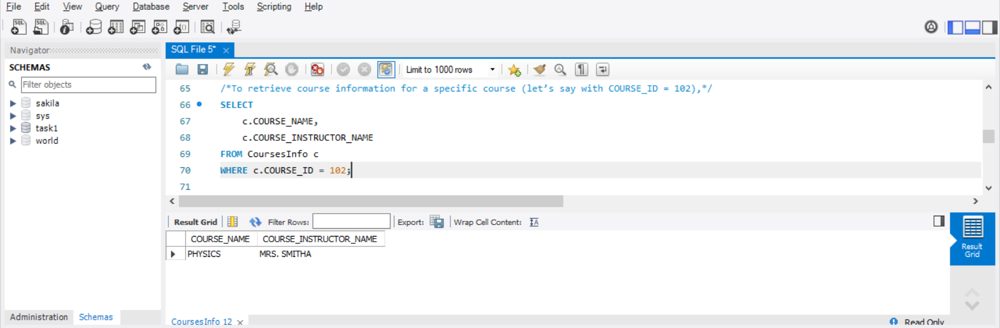 File Edit View Query Database Server Tools Scripting Help
SQL SQL
Navigator
SCHEMAS
Filter objects
sakila
sys
task1
world
Administration Schemas
SQL File 5*
Limit to 1000 rows
65 /*To retrieve course information for a specific course (let’s say with COURSE_ID = 102),*/
66 SELECT
67 c.COURSE_NAME,
68 c.COURSE_INSTRUCTOR_NAME
69 FROM CoursesInfo c
70 WHERE c.COURSE_ID = 102;
71
Result Grid Filter Rows: Export: Wrap Cell Content:
COURSE_NAME COURSE_INSTRUCTOR_NAME
PHYSICS MRS. SMITHA
Result
Grid
CoursesInfo 12
Read Only